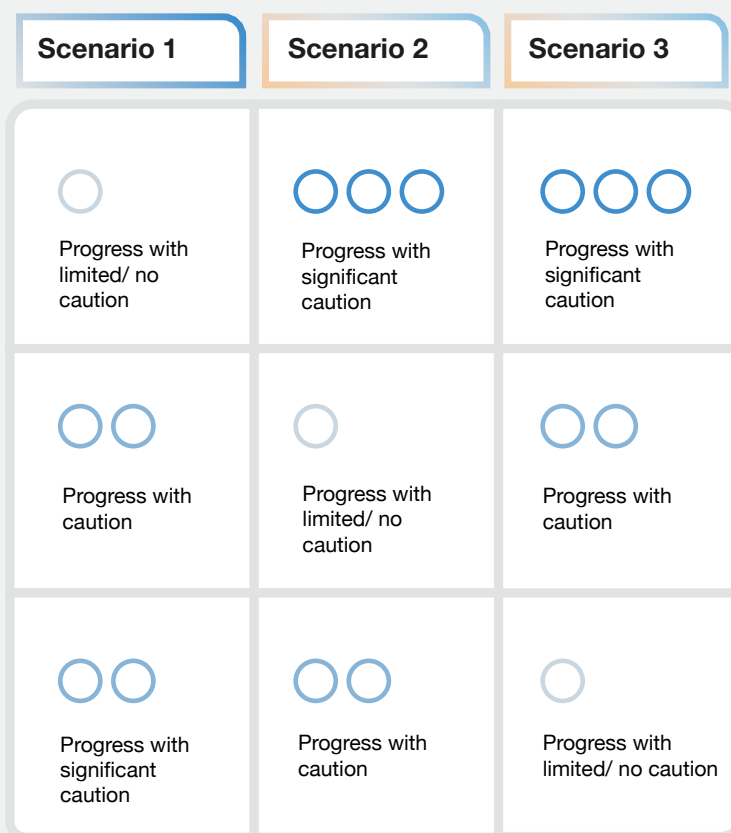 Scenario 1
Scenario 2
Scenario 3
Progress with
limited/ no
caution
Progress with
significant
caution
Progress with
significant
caution
Progress with
caution
Progress with
limited/ no
caution
Progress with
caution
Progress with
significant
caution
Progress with
caution
Progress with
limited/ no caution